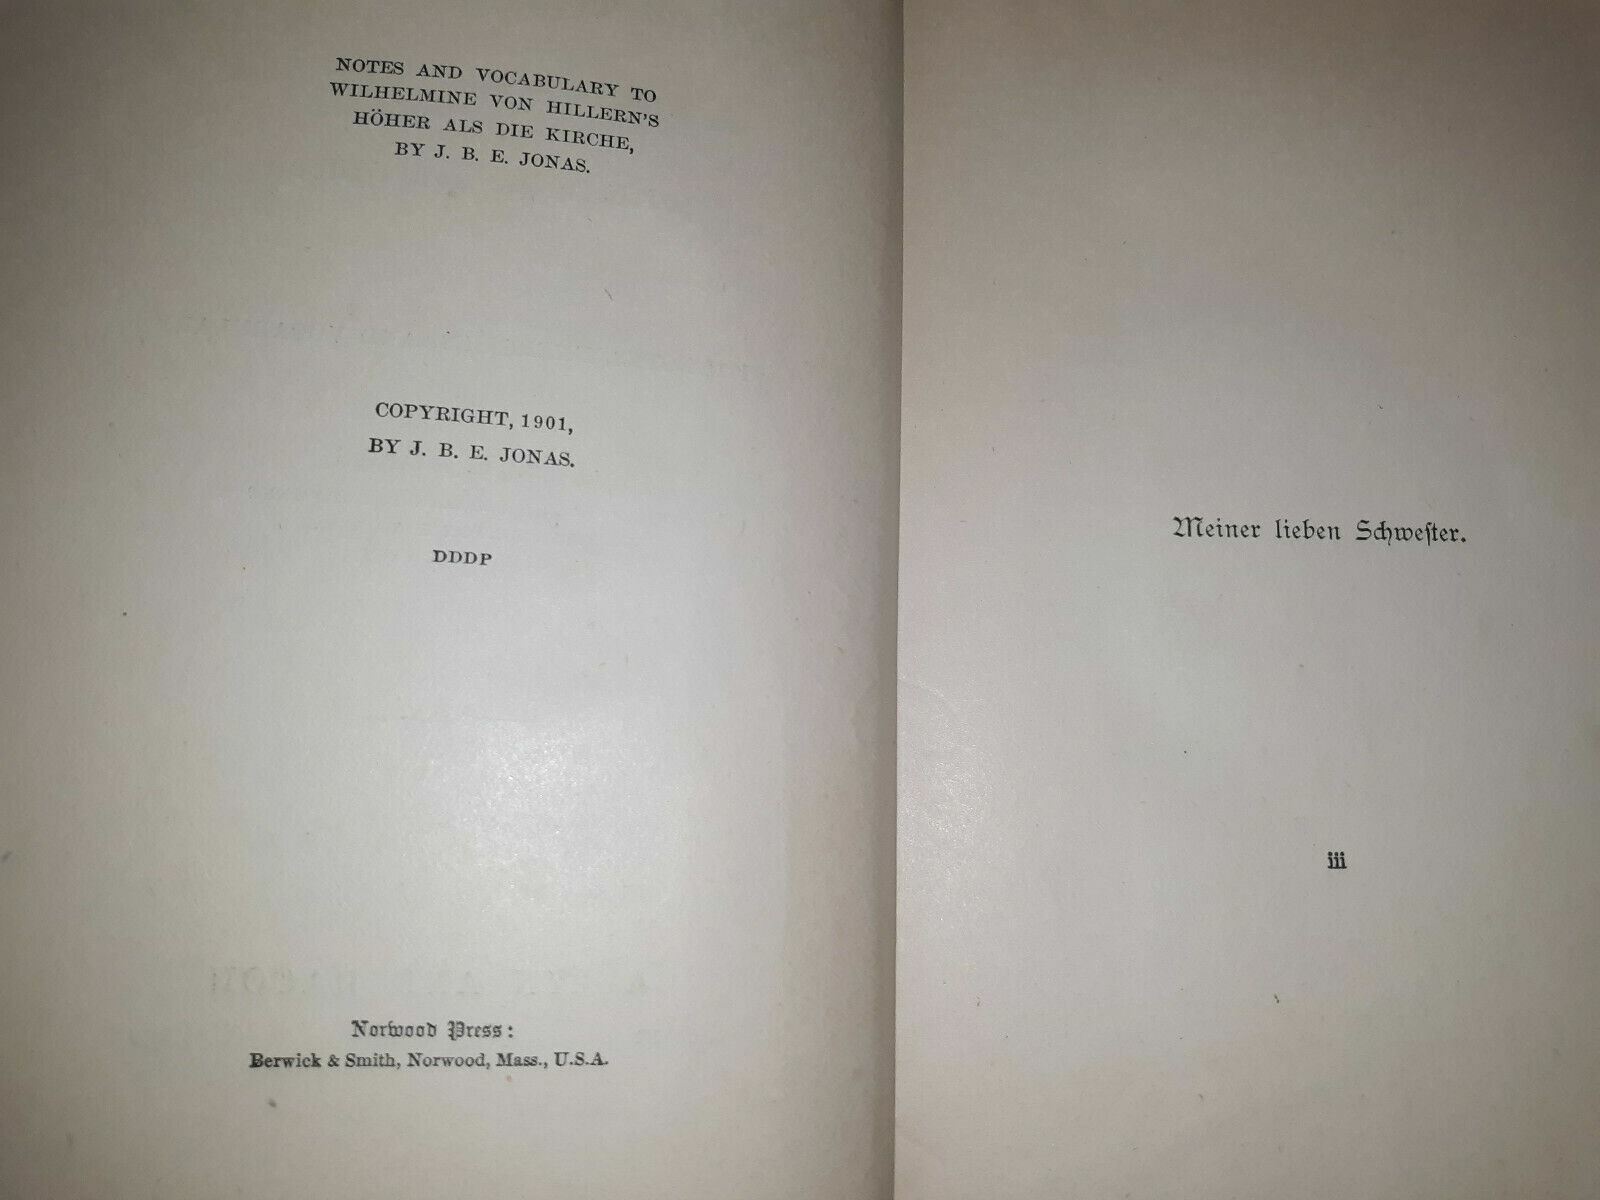 NOTES AND VOCABULARY TO
WILHELMINE VON HILLERN'S
HÖHER ALS DIE KIRCHE,
BY J. B. E. JONAS.
COPYRIGHT, 1901,
BY J. B. E. JONAS.
DDDP
Norwood Press:
Berwick & Smith, Norwood, Mass., U.S.A.
Meiner lieben Schweſter.
iii